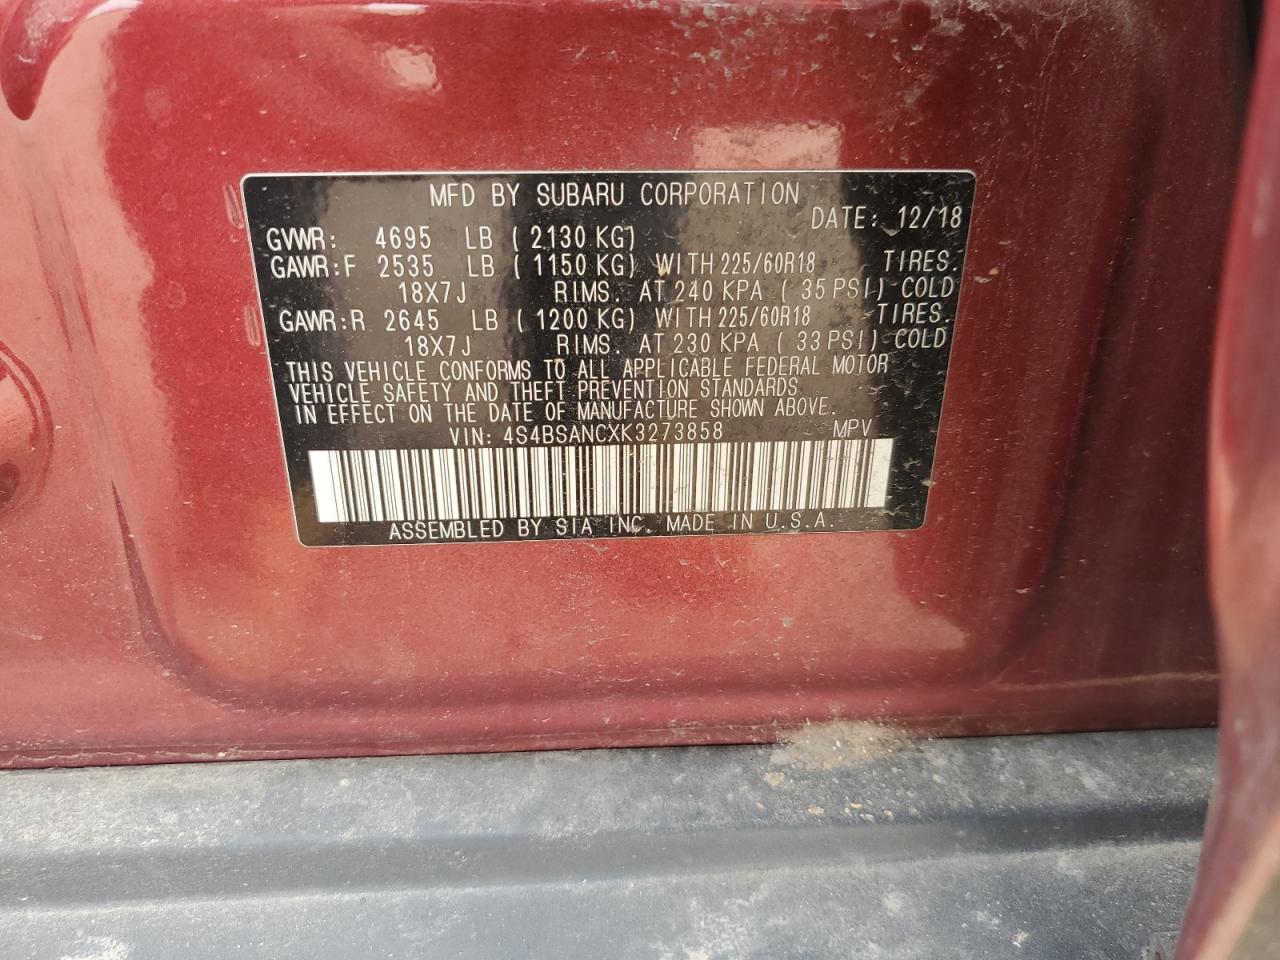 MFD BY SUBARU CORPORATION
DATE: 12/18
GVWR: 4695 LB ( 2130 KG)
GAWR:F 2535 LB ( 1150 KG) WITH 225/60R18 TIRES.
18X7J RIMS. AT 240 KPA ( 35 PSI) COLD
GAWR:R 2645 LB ( 1200 KG) WITH 225/60R18 TIRES.
18X7J RIMS. AT 230 KPA ( 33 PSI) COLD
THIS VEHICLE CONFORMS TO ALL APPLICABLE FEDERAL MOTOR
VEHICLE SAFETY AND THEFT PREVENTION STANDARDS
IN EFFECT ON THE DATE OF MANUFACTURE SHOWN ABOVE.
VIN: 4S4BSANCXK3273858 MPV
ASSEMBLED BY SIA INC. MADE IN U.S.A.